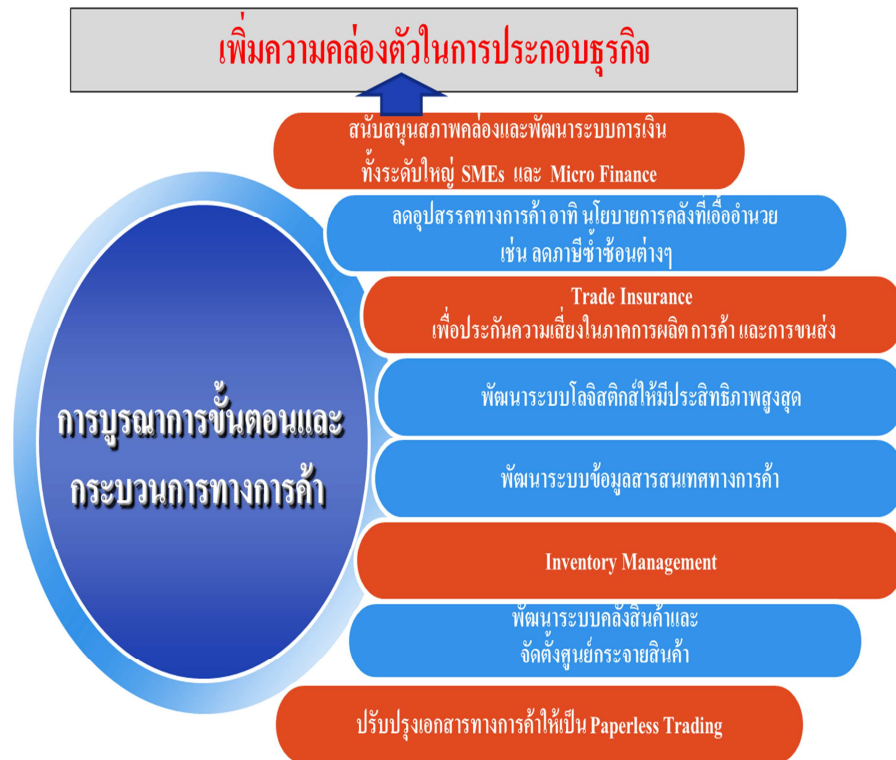 เพิ่มความคล่องตัวในการประกอบธุรกิจ
สนับสนุนสภาพคล่องและพัฒนาระบบการเงิน
ทั้งระดับใหญ่ SMEs และ Micro Finance
ลดอุปสรรคทางการค้า อาทิ นโยบายการคลังที่เอื้ออำนวย
เช่น ลดภาษีซ้ำซ้อนต่างๆ
Trade Insurance
เพื่อประกันความเสี่ยงในภาคการผลิต การค้า และการขนส่ง
การบูรณาการขั้นตอนและ
กระบวนการทางการค้า
พัฒนาระบบโลจิสติกส์ให้มีประสิทธิภาพสูงสุด
พัฒนาระบบข้อมูลสารสนเทศทางการค้า
Inventory Management
พัฒนาระบบคลังสินค้าและ
จัดตั้งศูนย์กระจายสินค้า
ปรับปรุงเอกสารทางการค้าให้เป็น Paperless Trading